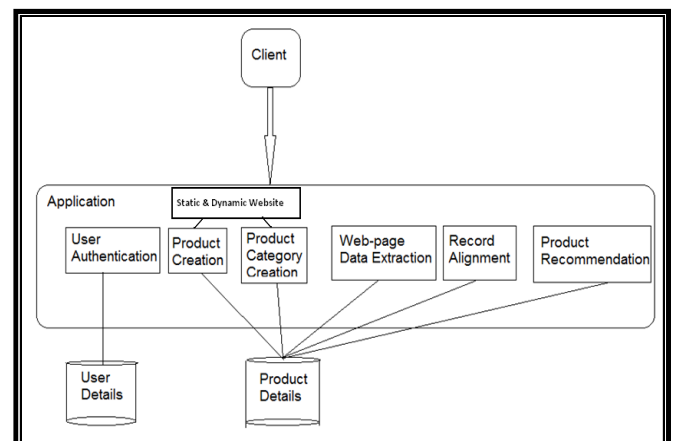 Client
Application
Static & Dynamic Website
User
Authentication
Product
Creation
Product
Category
Creation
Web-page
Data Extraction
Record
Alignment
Product
Recommendation
User
Details
Product
Details